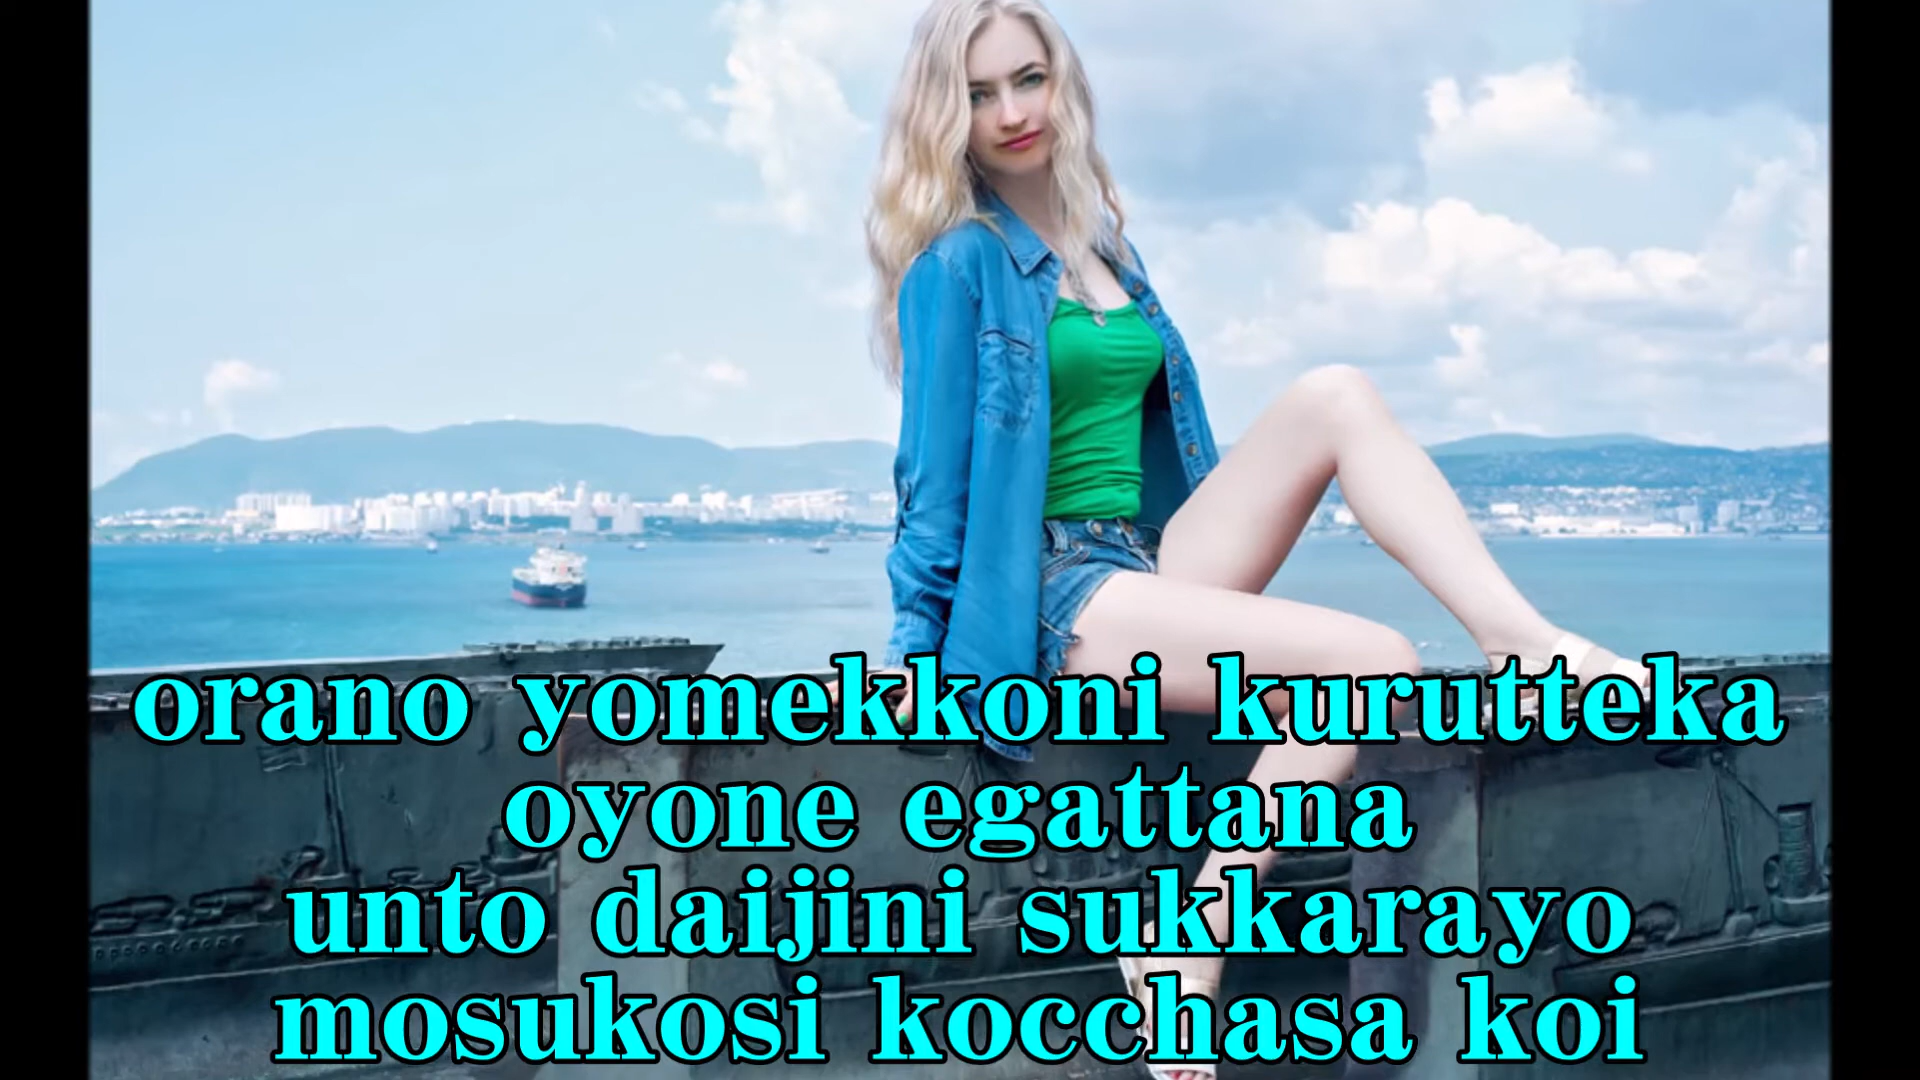 orano yomekkoni kurutteka
oyone egattana
unto daijini sukkarayo
mosukosi kocchasa koi